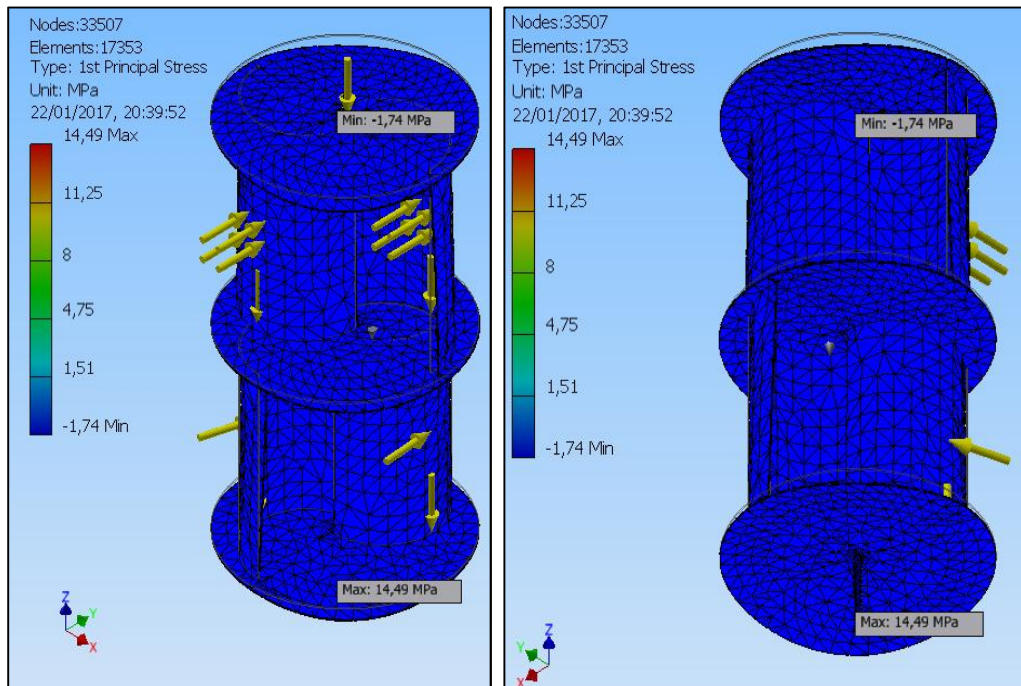 Nodes:33507
Elements:17353
Type: 1st Principal Stress
Unit: MPa
22/01/2017, 20:39:52
14,49 Max
11,25
8
4,75
1,51
-1,74 Min
Min: -1,74 MPa
Max: 14,49 MPa
Z
Y
X
Nodes:33507
Elements:17353
Type: 1st Principal Stress
Unit: MPa
22/01/2017, 20:39:52
14,49 Max
11,25
8
4,75
1,51
-1,74 Min
Min: -1,74 MPa
Max: 14,49 MPa
Z
Y
X